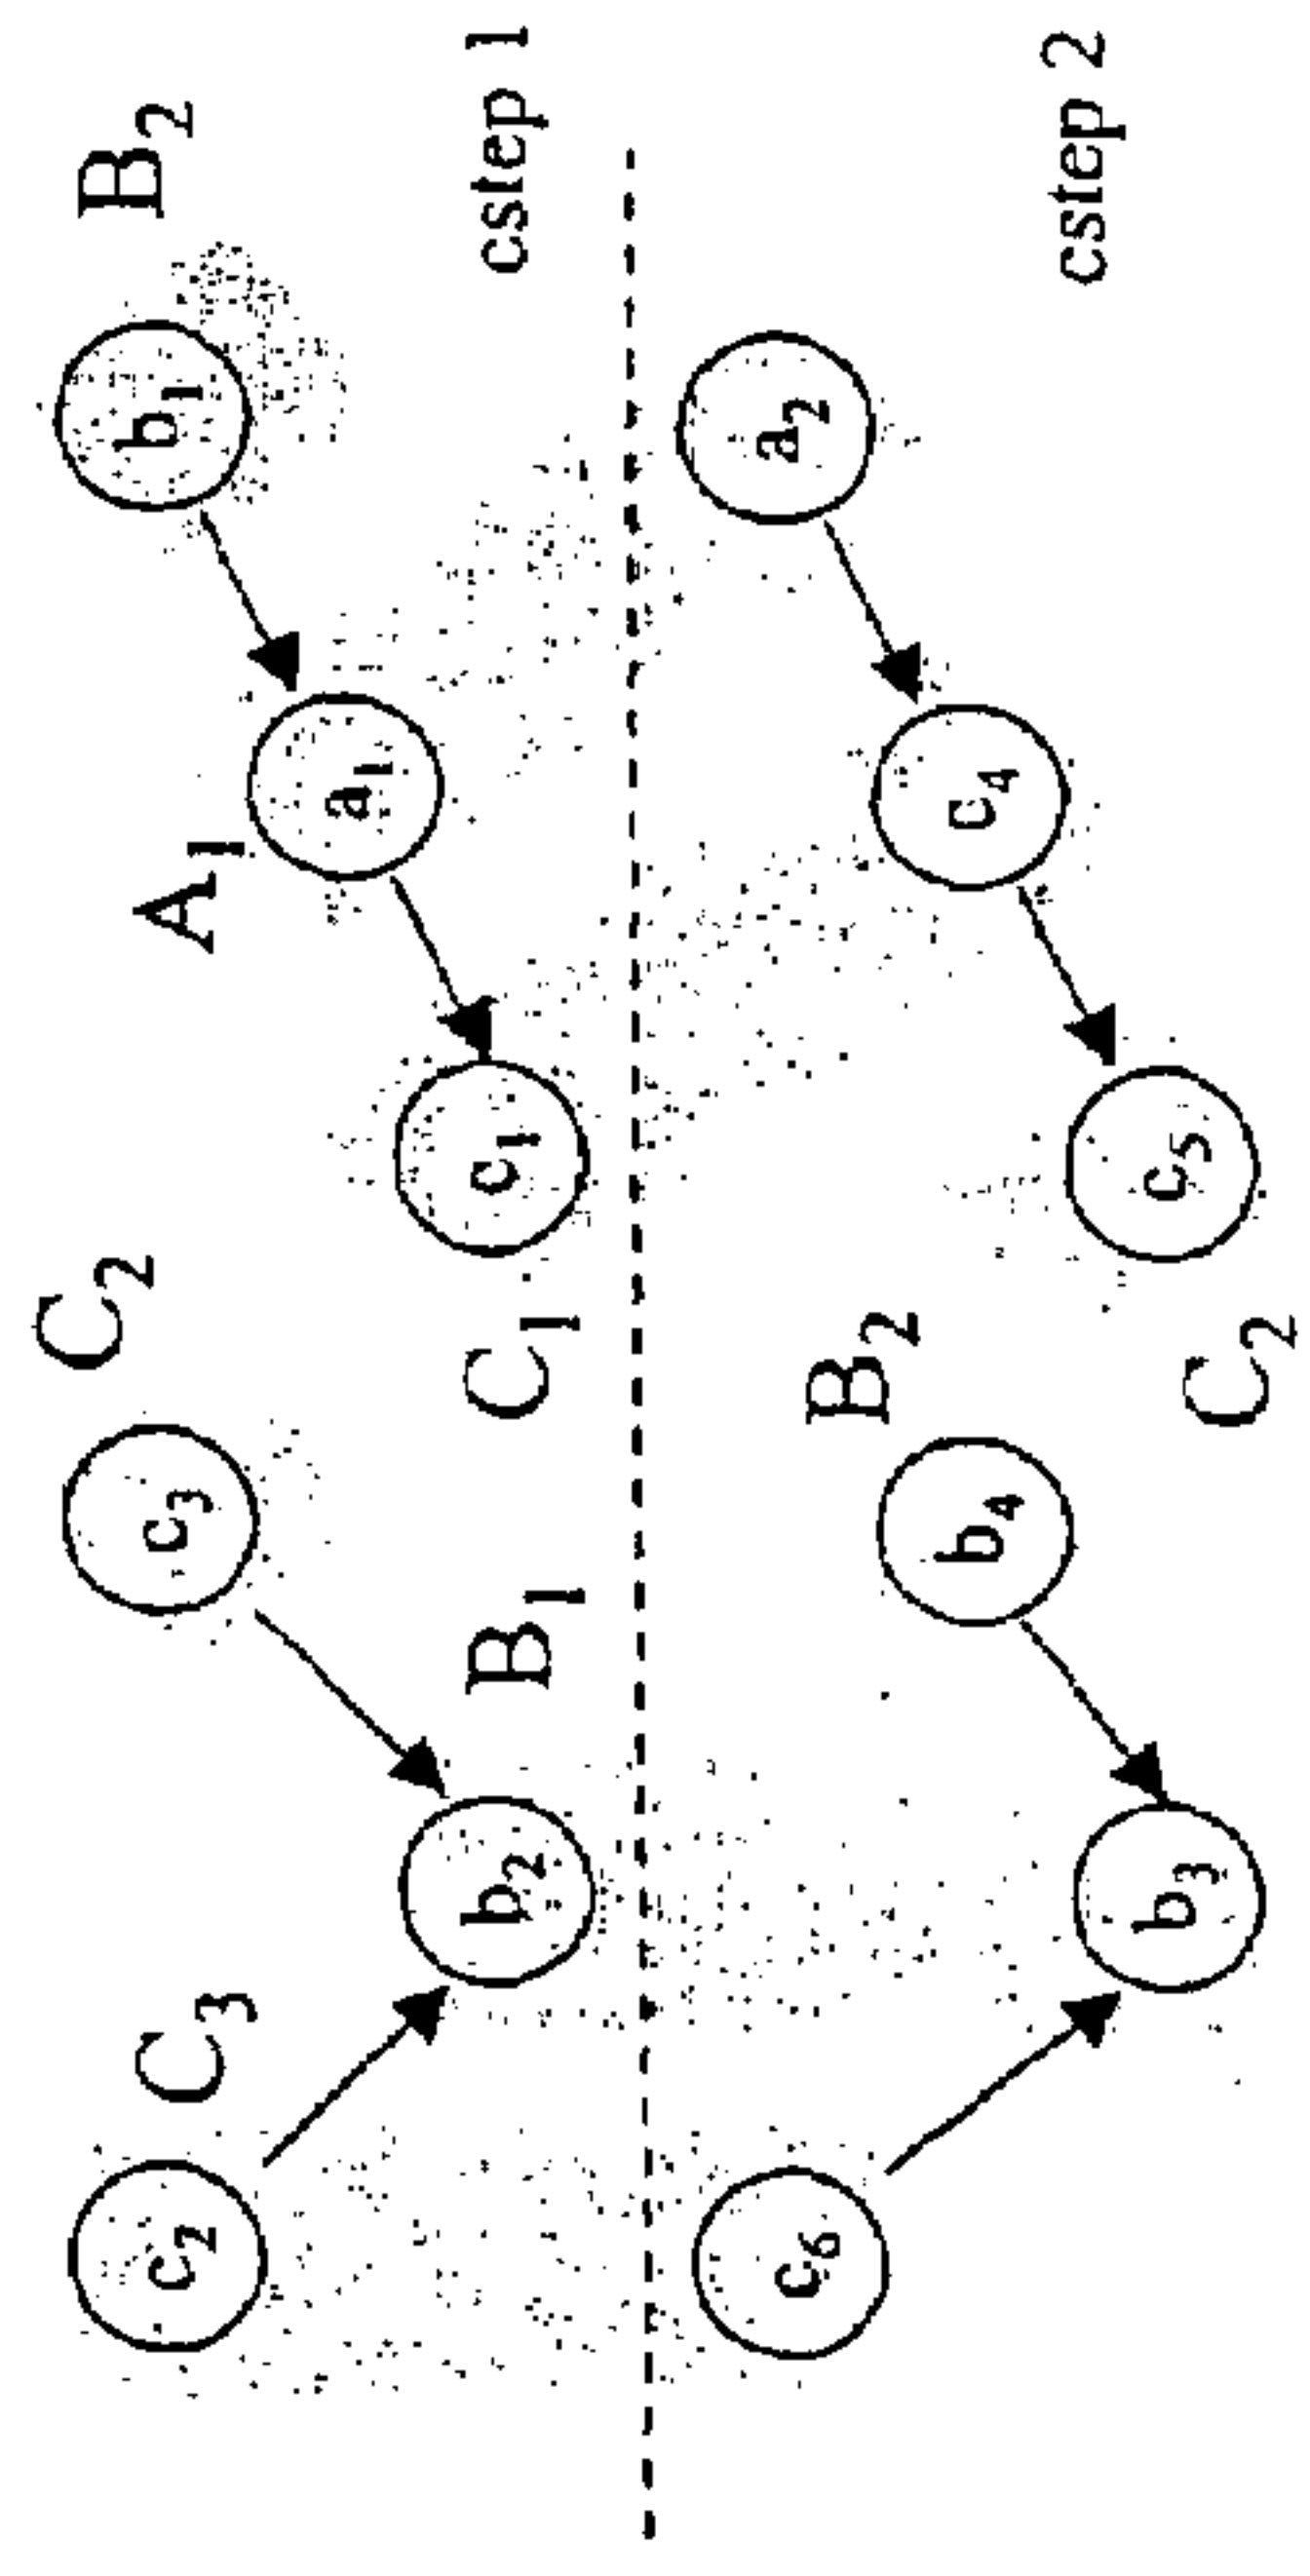 C₂
B₂
c₂ c₃ b₁
C₃ A₁
a₁
b₂ B₁ C₁ c₁ cstep 1
c₆ a₂
B₂
b₄ c₄
cstep 2
b₃ c₅
C₂